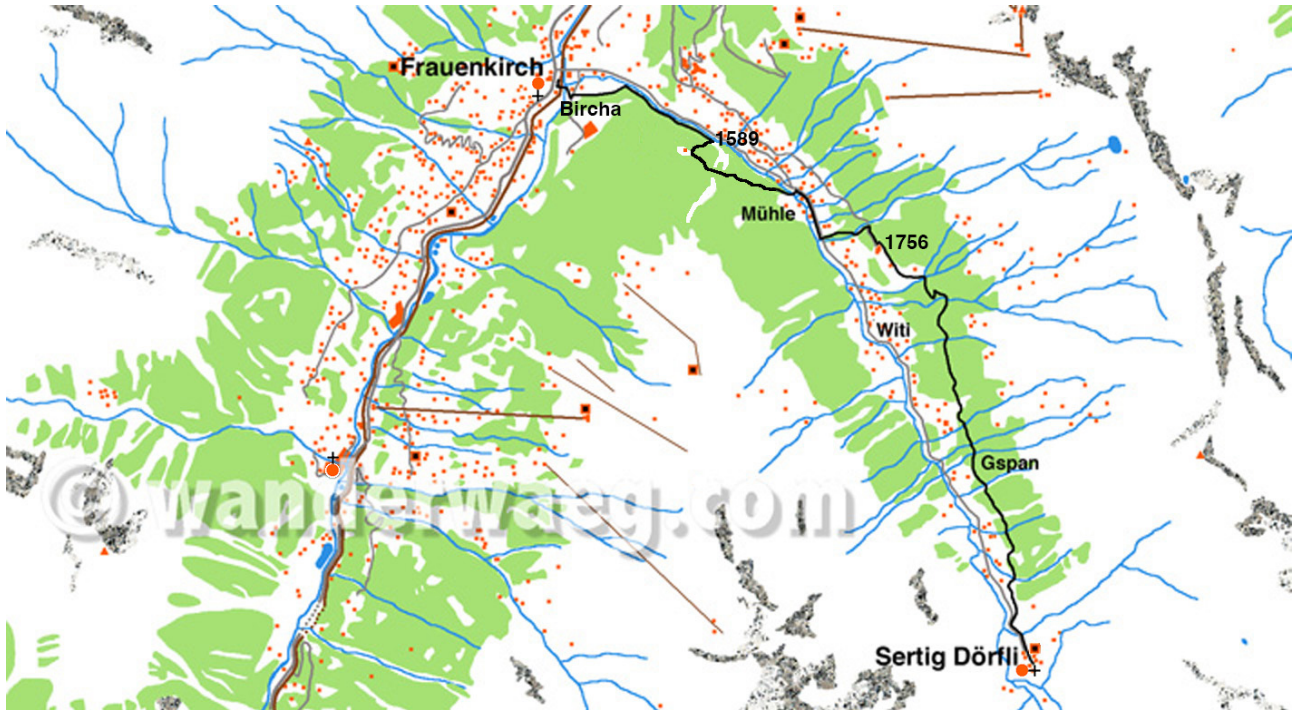 Frauenkirch
Bircha
1589
Mühle
1756
Witi
Gspan
© wanderwaeg.com
Sertig Dörfli